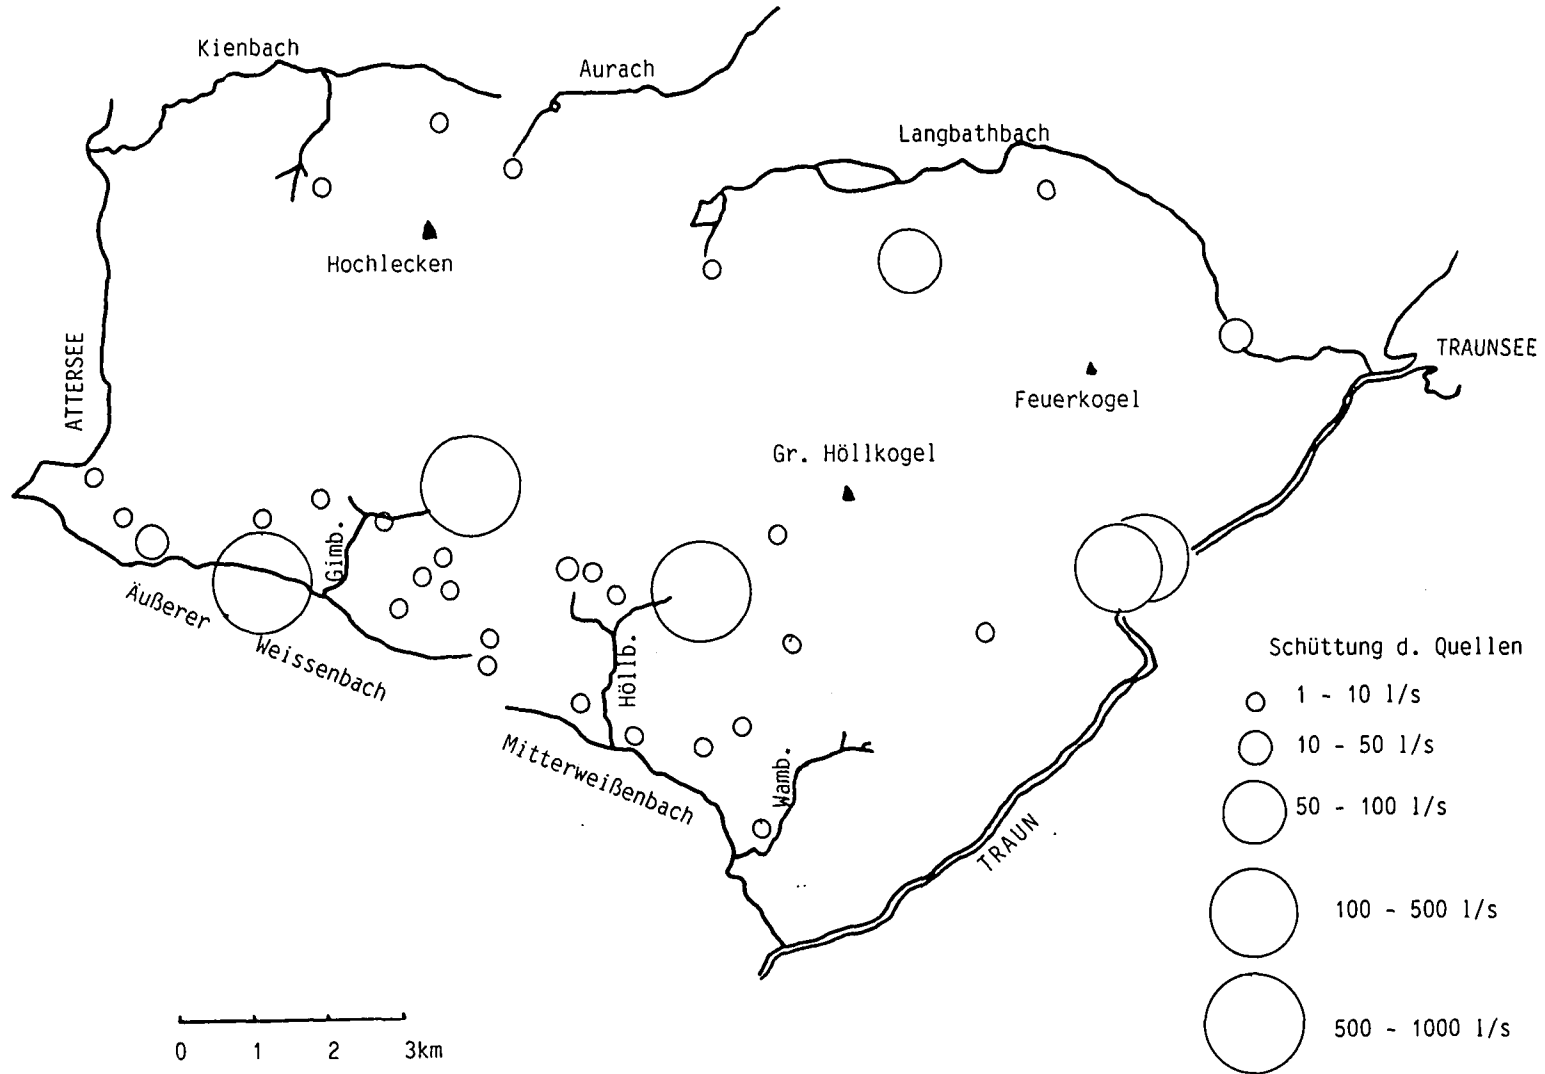 Kienbach
Aurach
Langbathbach
Hochlecken
ATTERSEE
TRAUNSEE
Feuerkogel
Gr. Höllkogel
Gimb.
Äußerer
Weissenbach
Höllb.
Mitterweißenbach
Wamb.
TRAUN
Schüttung d. Quellen
1 - 10 l/s
10 - 50 l/s
50 - 100 l/s
100 - 500 l/s
500 - 1000 l/s
0 1 2 3km